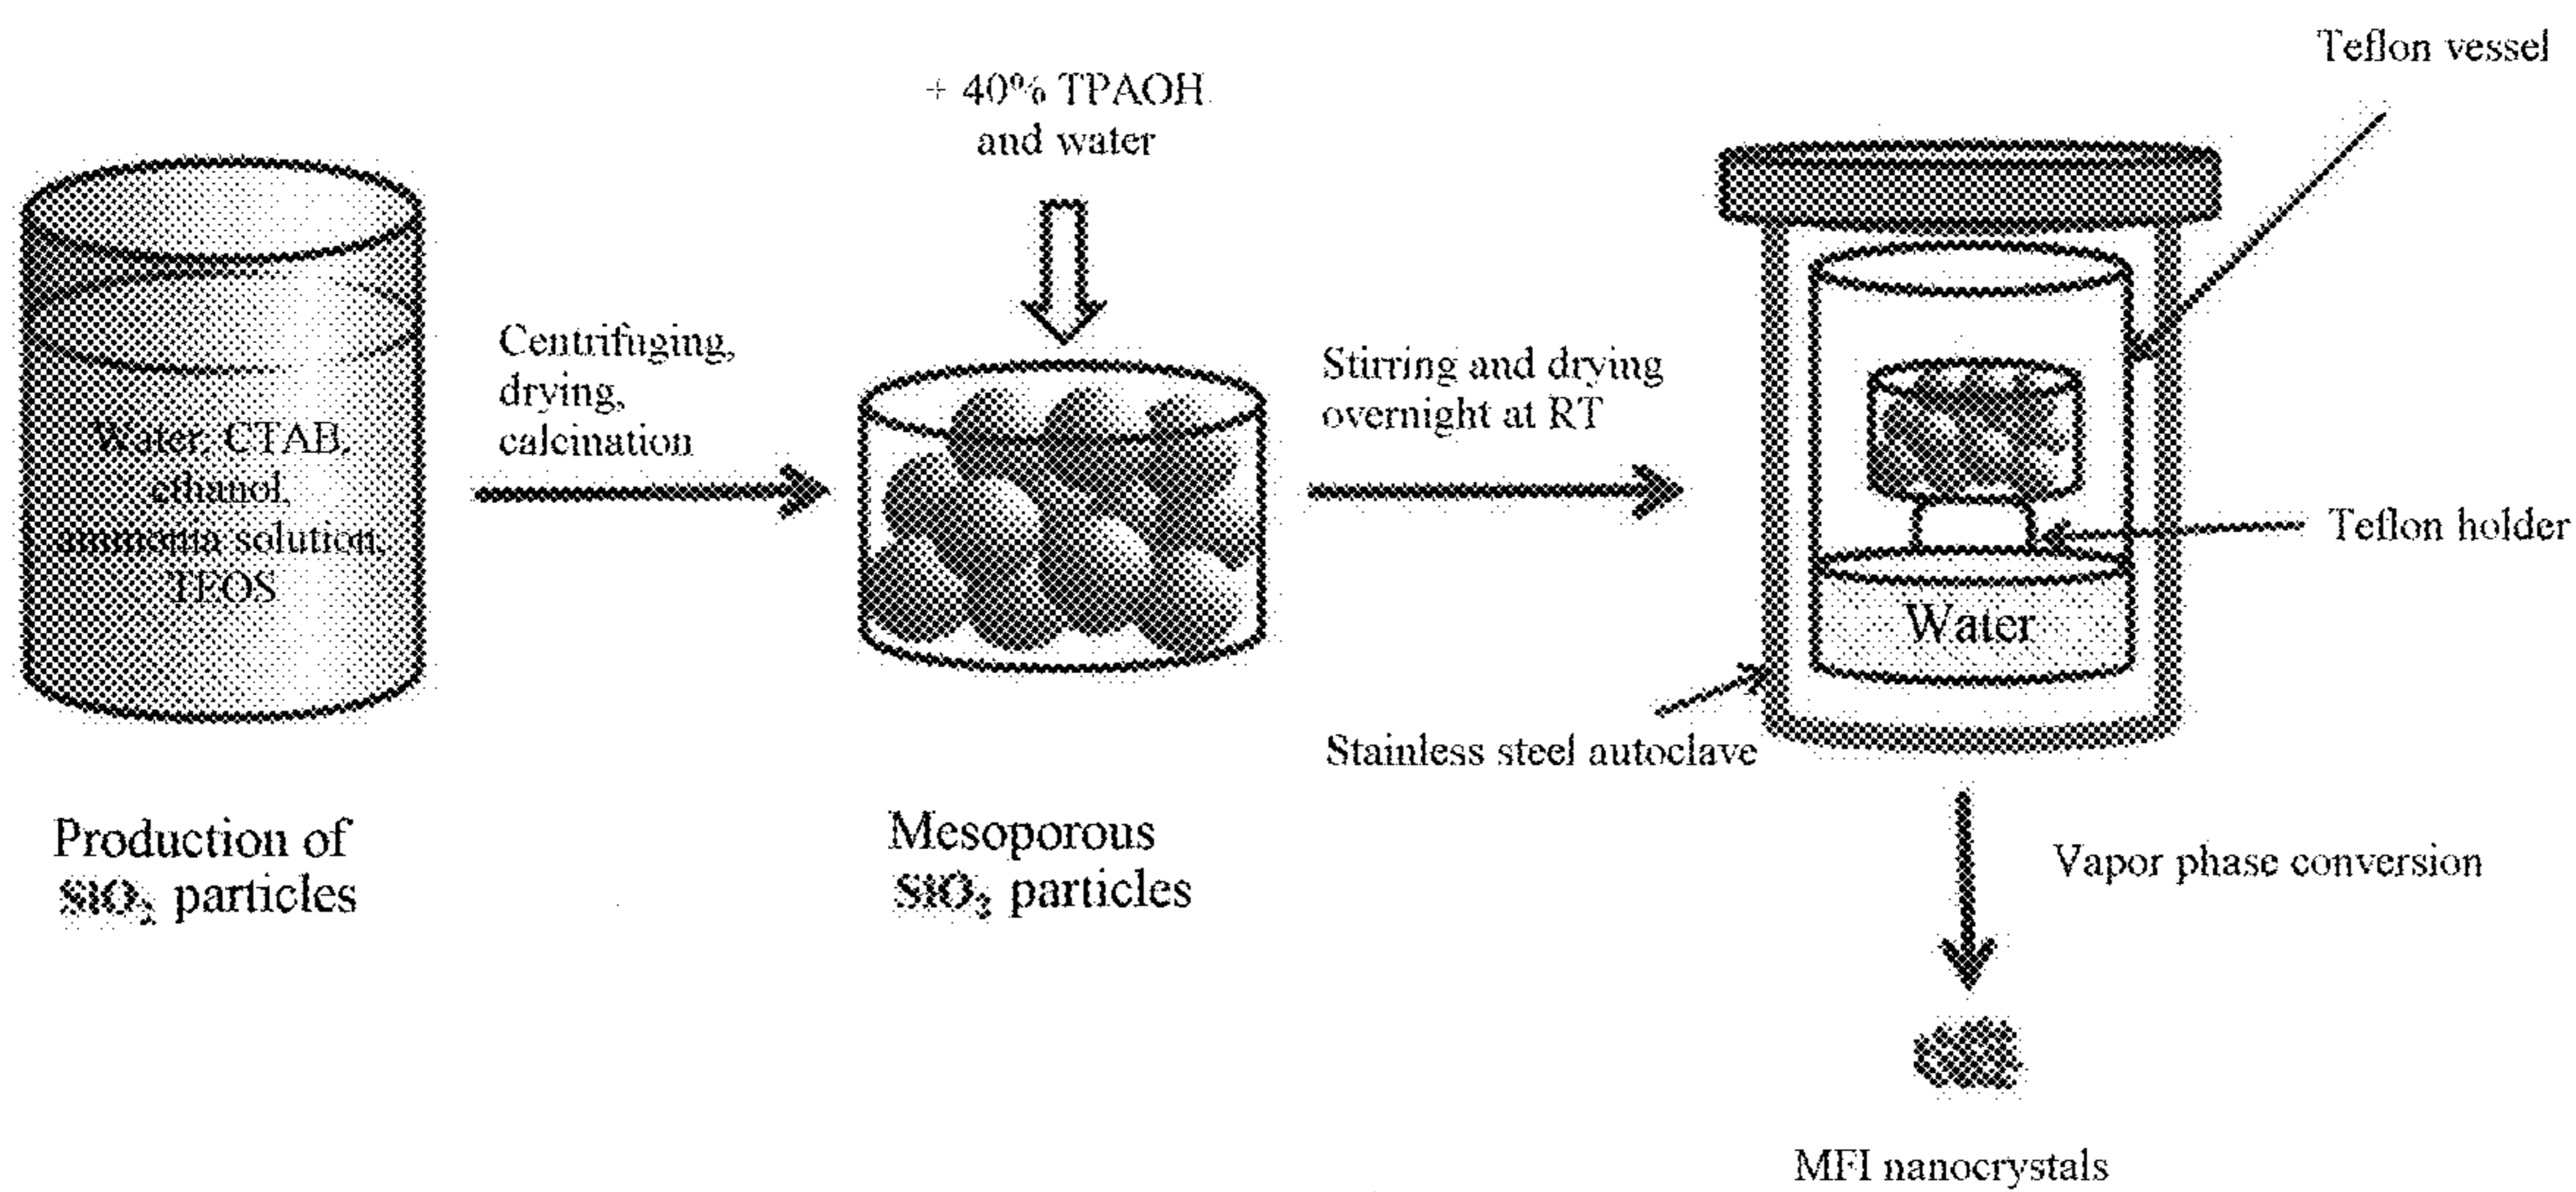 Teflon vessel
+ 40% TPAOH
and water
Centrifuging,
drying,
calcination
Stirring and drying
overnight at RT
Water, CTAB,
ethanol,
ammonia solution,
TEOS
Teflon holder
Water
Stainless steel autoclave
Production of
SiO₂ particles
Mesoporous
SiO₂ particles
Vapor phase conversion
MFI nanocrystals